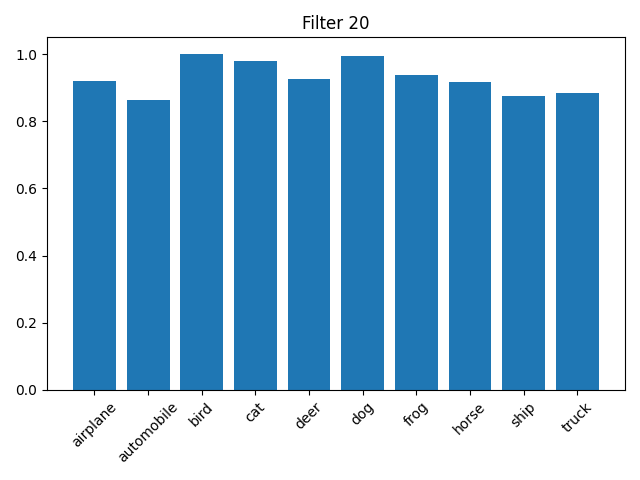 Filter 20
1.0
0.8
0.6
0.4
0.2
0.0
airplane
automobile
bird
cat
deer
dog
frog
horse
ship
truck